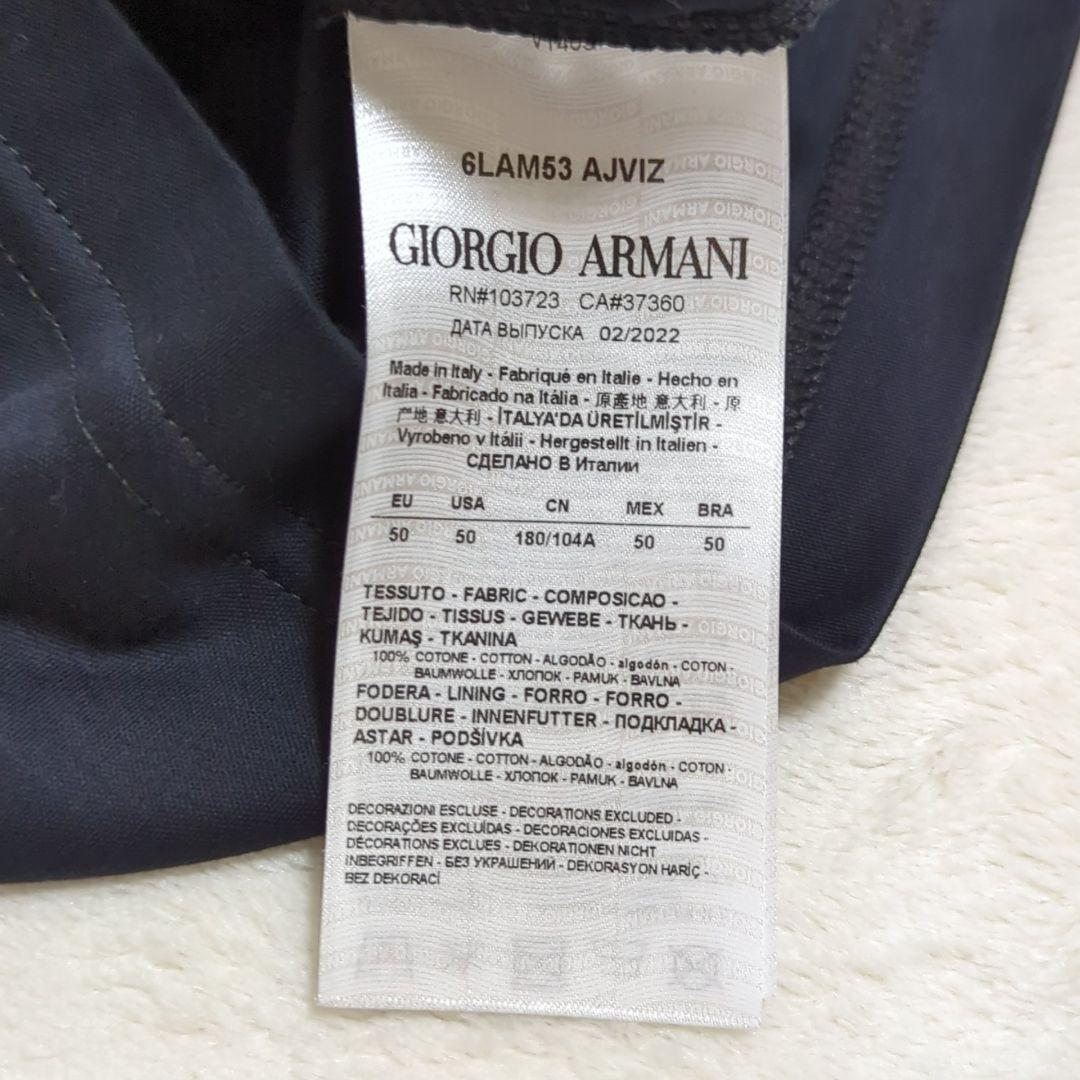 6LAM53 AJVIZ
GIORGIO ARMANI
RN#103723 CA#37360
ДАТА ВЫПУСКА 02/2022
Made in Italy - Fabriqué en Italie - Hecho en
Italia - Fabricado na Itália - 原產地 意大利 - 原
产地 意大利 - İTALYA'DA ÜRETİLMİŞTİR -
Vyrobeno v Itálii - Hergestellt in Italien -
СДЕЛАНО В Италии
EU USA CN MEX BRA
50 50 180/104A 50 50
TESSUTO - FABRIC - COMPOSICAO -
TEJIDO - TISSUS - GEWEBE - ТКАНЬ -
KUMAŞ - TKANINA
100% COTONE - COTTON - ALGODÃO - algodón - COTON -
BAUMWOLLE - ХЛОПОК - PAMUK - BAVLNA
FODERA - LINING - FORRO - FORRO -
DOUBLURE - INNENFUTTER - ПОДКЛАДКА -
ASTAR - PODŠÍVKA
100% COTONE - COTTON - ALGODÃO - algodón - COTON -
BAUMWOLLE - ХЛОПОК - PAMUK - BAVLNA
DECORAZIONI ESCLUSE - DECORATIONS EXCLUDED -
DECORAÇÕES EXCLUÍDAS - DECORACIONES EXCLUIDAS -
DÉCORATIONS EXCLUES - DEKORATIONEN NICHT
INBEGRIFFEN - БЕЗ УКРАШЕНИЙ - DEKORASYON HARİÇ -
BEZ DEKORACÍ